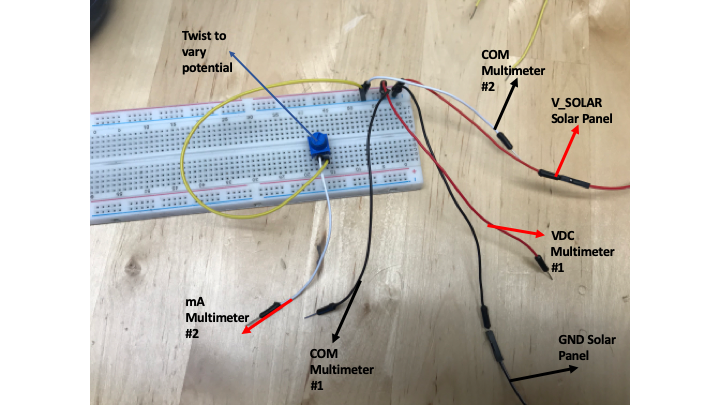 Twist to
vary
potential
COM
Multimeter
#2
V_SOLAR
Solar Panel
VDC
Multimeter
#1
mA
Multimeter
#2
COM
Multimeter
#1
GND Solar
Panel